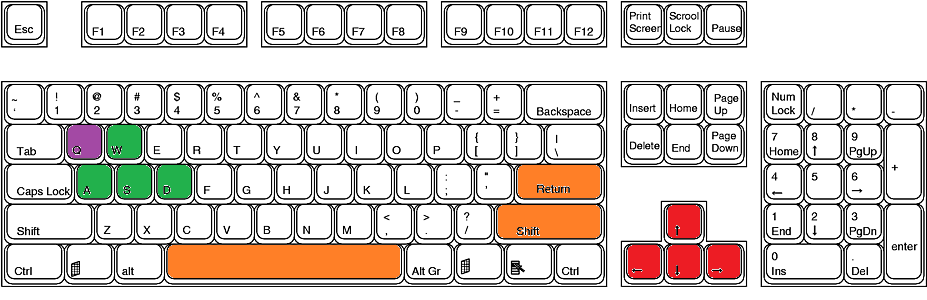 Esc F1 F2 F3 F4 F5 F6 F7 F8 F9 F10 F11 F12 Print Screen Scrool Lock Pause
~ ` ! 1 @ 2 # 3 $ 4 % 5 ^ 6 & 7 * 8 ( 9 ) 0 _ - + = Backspace Insert Home Page Up Num Lock / * -
Tab Q W E R T Y U I O P { [ } ] | \ Delete End Page Down 7 Home 8 ↑ 9 PgUp +
Caps Lock A S D F G H J K L : ; " ' Return 4 ← 5 6 →
Shift Z X C V B N M < , > . ? / Shift ↑ 1 End 2 ↓ 3 PgDn enter
Ctrl alt Alt Gr Ctrl ← ↓ → 0 Ins . Del